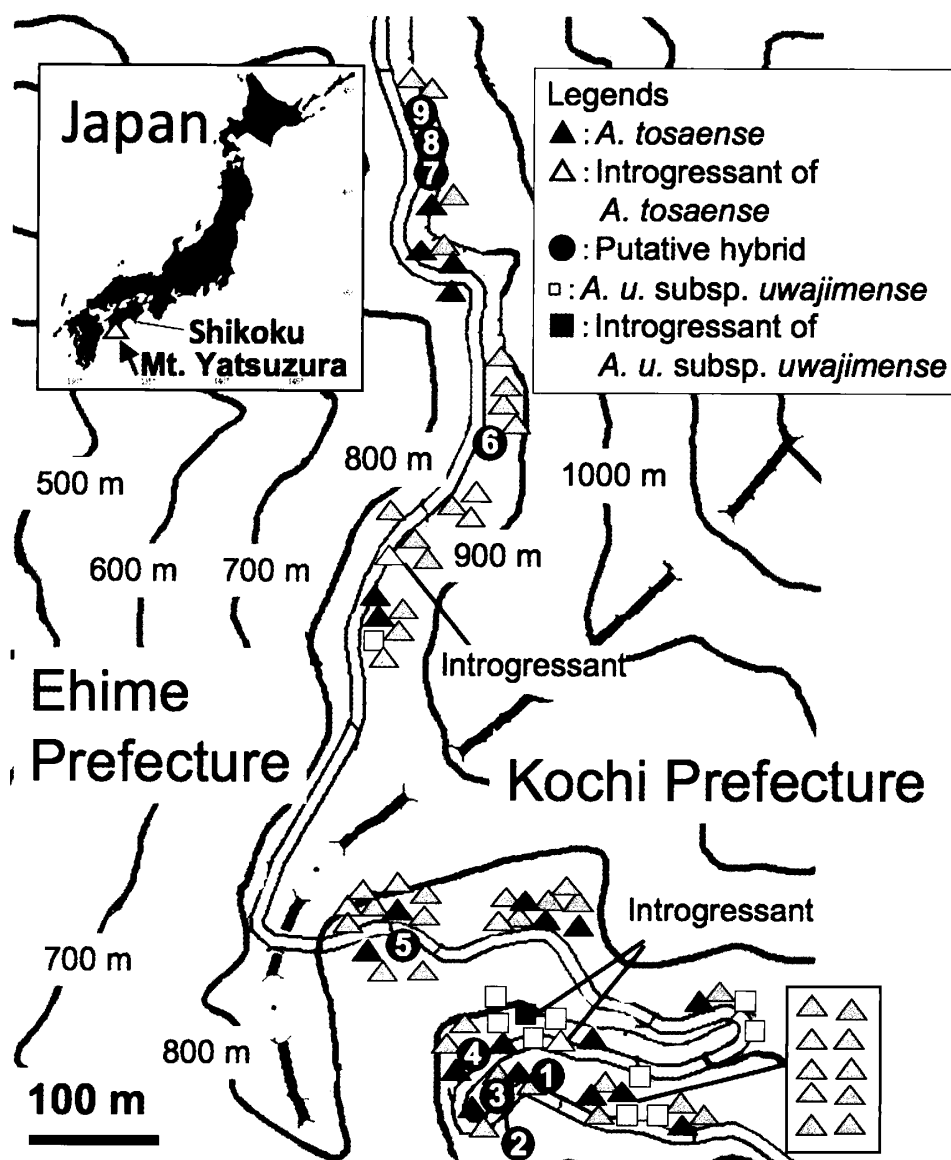 Japan
Shikoku
Mt. Yatsuzura
Legends
▲: A. tosaense
△: Introgressant of
A. tosaense
●: Putative hybrid
□: A. u. subsp. uwajimense
■: Introgressant of
A. u. subsp. uwajimense
9
8
7
6
800 m
500 m
1000 m
600 m
700 m
900 m
Introgressant
Ehime
Prefecture
Kochi Prefecture
Introgressant
5
700 m
800 m
4
1
3
2
100 m